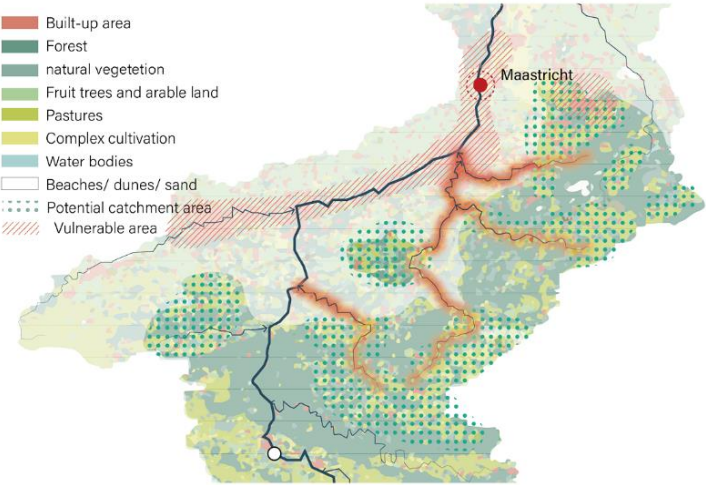 Built-up area
Forest
natural vegetetion
Fruit trees and arable land
Pastures
Complex cultivation
Water bodies
Beaches/ dunes/ sand
Potential catchment area
Vulnerable area
Maastricht